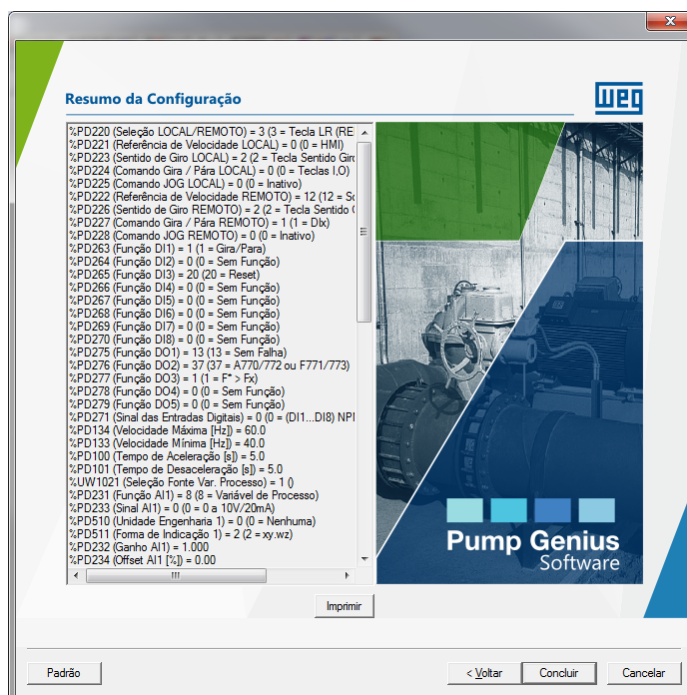 Resumo da Configuração
WEG
%PD220 (Seleção LOCAL/REMOTO) = 3 (3 = Tecla LR (RE
%PD221 (Referência de Velocidade LOCAL) = 0 (0 = HMI)
%PD223 (Sentido de Giro LOCAL) = 2 (2 = Tecla Sentido Giro
%PD224 (Comando Gira / Pára LOCAL) = 0 (0 = Teclas I,O)
%PD225 (Comando JOG LOCAL) = 0 (0 = Inativo)
%PD222 (Referência de Velocidade REMOTO) = 12 (12 = So
%PD226 (Sentido de Giro REMOTO) = 2 (2 = Tecla Sentido G
%PD227 (Comando Gira / Pára REMOTO) = 1 (1 = DIx)
%PD228 (Comando JOG REMOTO) = 0 (0 = Inativo)
%PD263 (Função DI1) = 1 (1 = Gira/Para)
%PD264 (Função DI2) = 0 (0 = Sem Função)
%PD265 (Função DI3) = 20 (20 = Reset)
%PD266 (Função DI4) = 0 (0 = Sem Função)
%PD267 (Função DI5) = 0 (0 = Sem Função)
%PD268 (Função DI6) = 0 (0 = Sem Função)
%PD269 (Função DI7) = 0 (0 = Sem Função)
%PD270 (Função DI8) = 0 (0 = Sem Função)
%PD275 (Função DO1) = 13 (13 = Sem Falha)
%PD276 (Função DO2) = 37 (37 = A770/772 ou F771/773)
%PD277 (Função DO3) = 1 (1 = F* > Fx)
%PD278 (Função DO4) = 0 (0 = Sem Função)
%PD279 (Função DO5) = 0 (0 = Sem Função)
%PD271 (Sinal das Entradas Digitais) = 0 (0 = (DI1...DI8) NPI
%PD134 (Velocidade Máxima [Hz]) = 60.0
%PD133 (Velocidade Mínima [Hz]) = 40.0
%PD100 (Tempo de Aceleração [s]) = 5.0
%PD101 (Tempo de Desaceleração [s]) = 5.0
%UW1021 (Seleção Fonte Var. Processo) = 1 ()
%PD231 (Função AI1) = 8 (8 = Variável de Processo)
%PD233 (Sinal AI1) = 0 (0 = 0 a 10V/20mA)
%PD510 (Unidade Engenharia 1) = 0 (0 = Nenhuma)
%PD511 (Forma de Indicação 1) = 2 (2 = xy.wz)
%PD232 (Ganho AI1) = 1.000
%PD234 (Offset AI1 [%]) = 0.00
Pump Genius
Software
Imprimir
Padrão
< Voltar
Concluir
Cancelar